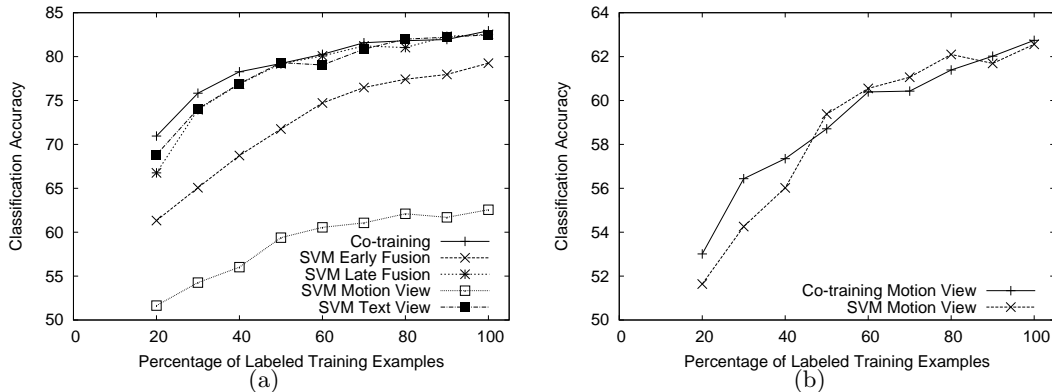 85
80
75
70
65
60
55
50
0 20 40 60 80 100
Classification Accuracy
Percentage of Labeled Training Examples
Co-training
SVM Early Fusion
SVM Late Fusion
SVM Motion View
SVM Text View
(a)
64
62
60
58
56
54
52
50
0 20 40 60 80 100
Classification Accuracy
Percentage of Labeled Training Examples
Co-training Motion View
SVM Motion View
(b)